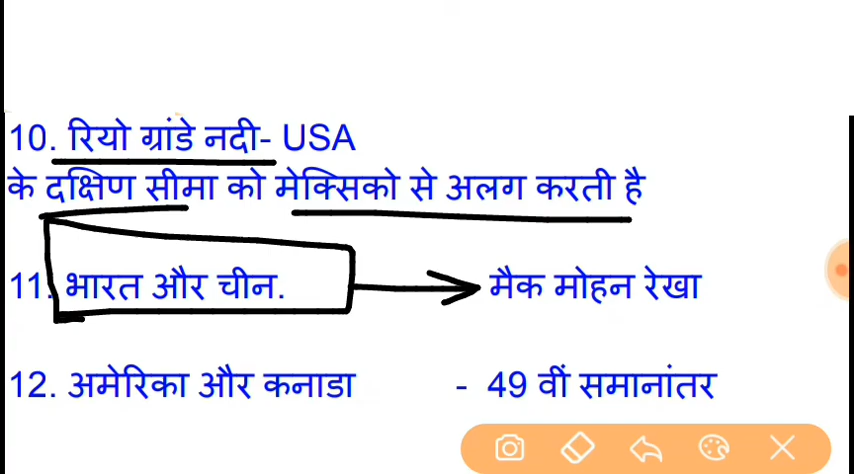 10. रियो ग्रांडे नदी- USA
के दक्षिण सीमा को मेक्सिको से अलग करती है
11. भारत और चीन. मैक मोहन रेखा
12. अमेरिका और कनाडा - 49 वीं समानांतर